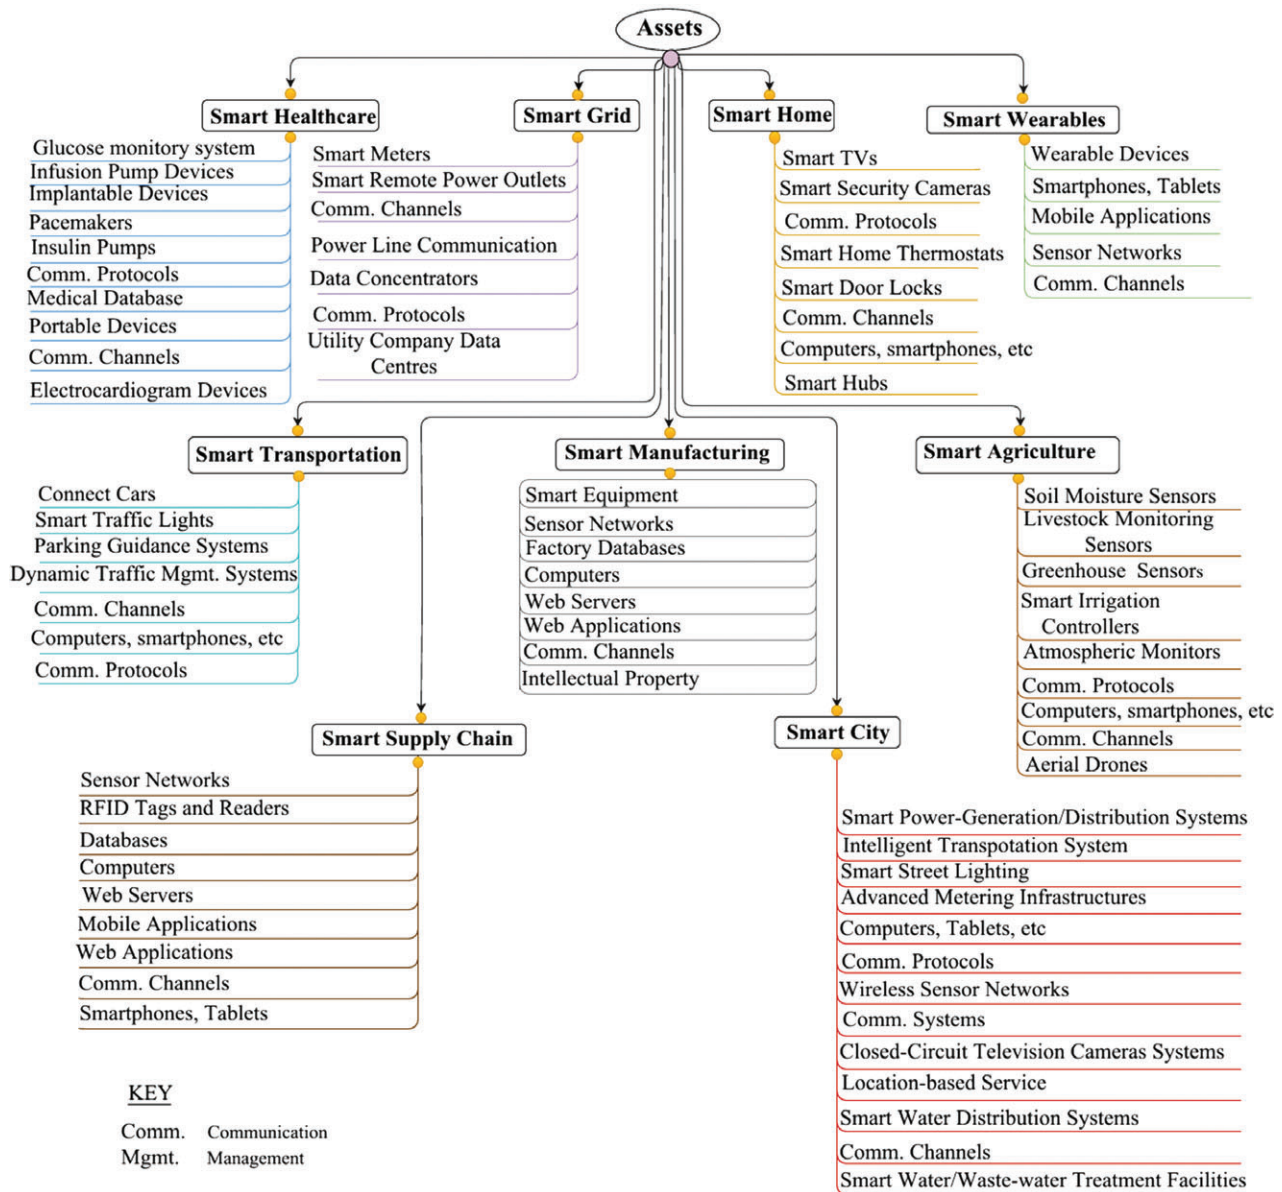 Assets
Smart Healthcare
Glucose monitory system
Infusion Pump Devices
Implantable Devices
Pacemakers
Insulin Pumps
Comm. Protocols
Medical Database
Portable Devices
Comm. Channels
Electrocardiogram Devices
Smart Grid
Smart Meters
Smart Remote Power Outlets
Comm. Channels
Power Line Communication
Data Concentrators
Comm. Protocols
Utility Company Data
Centres
Smart Home
Smart TVs
Smart Security Cameras
Comm. Protocols
Smart Home Thermostats
Smart Door Locks
Comm. Channels
Computers, smartphones, etc
Smart Hubs
Smart Wearables
Wearable Devices
Smartphones, Tablets
Mobile Applications
Sensor Networks
Comm. Channels
Smart Transportation
Connect Cars
Smart Traffic Lights
Parking Guidance Systems
Dynamic Traffic Mgmt. Systems
Comm. Channels
Computers, smartphones, etc
Comm. Protocols
Smart Manufacturing
Smart Equipment
Sensor Networks
Factory Databases
Computers
Web Servers
Web Applications
Comm. Channels
Intellectual Property
Smart Agriculture
Soil Moisture Sensors
Livestock Monitoring
Sensors
Greenhouse Sensors
Smart Irrigation
Controllers
Atmospheric Monitors
Comm. Protocols
Computers, smartphones, etc
Comm. Channels
Aerial Drones
Smart Supply Chain
Sensor Networks
RFID Tags and Readers
Databases
Computers
Web Servers
Mobile Applications
Web Applications
Comm. Channels
Smartphones, Tablets
Smart City
Smart Power-Generation/Distribution Systems
Intelligent Transpotation System
Smart Street Lighting
Advanced Metering Infrastructures
Computers, Tablets, etc
Comm. Protocols
Wireless Sensor Networks
Comm. Systems
Closed-Circuit Television Cameras Systems
Location-based Service
Smart Water Distribution Systems
Comm. Channels
Smart Water/Waste-water Treatment Facilities
KEY
Comm. Communication
Mgmt. Management